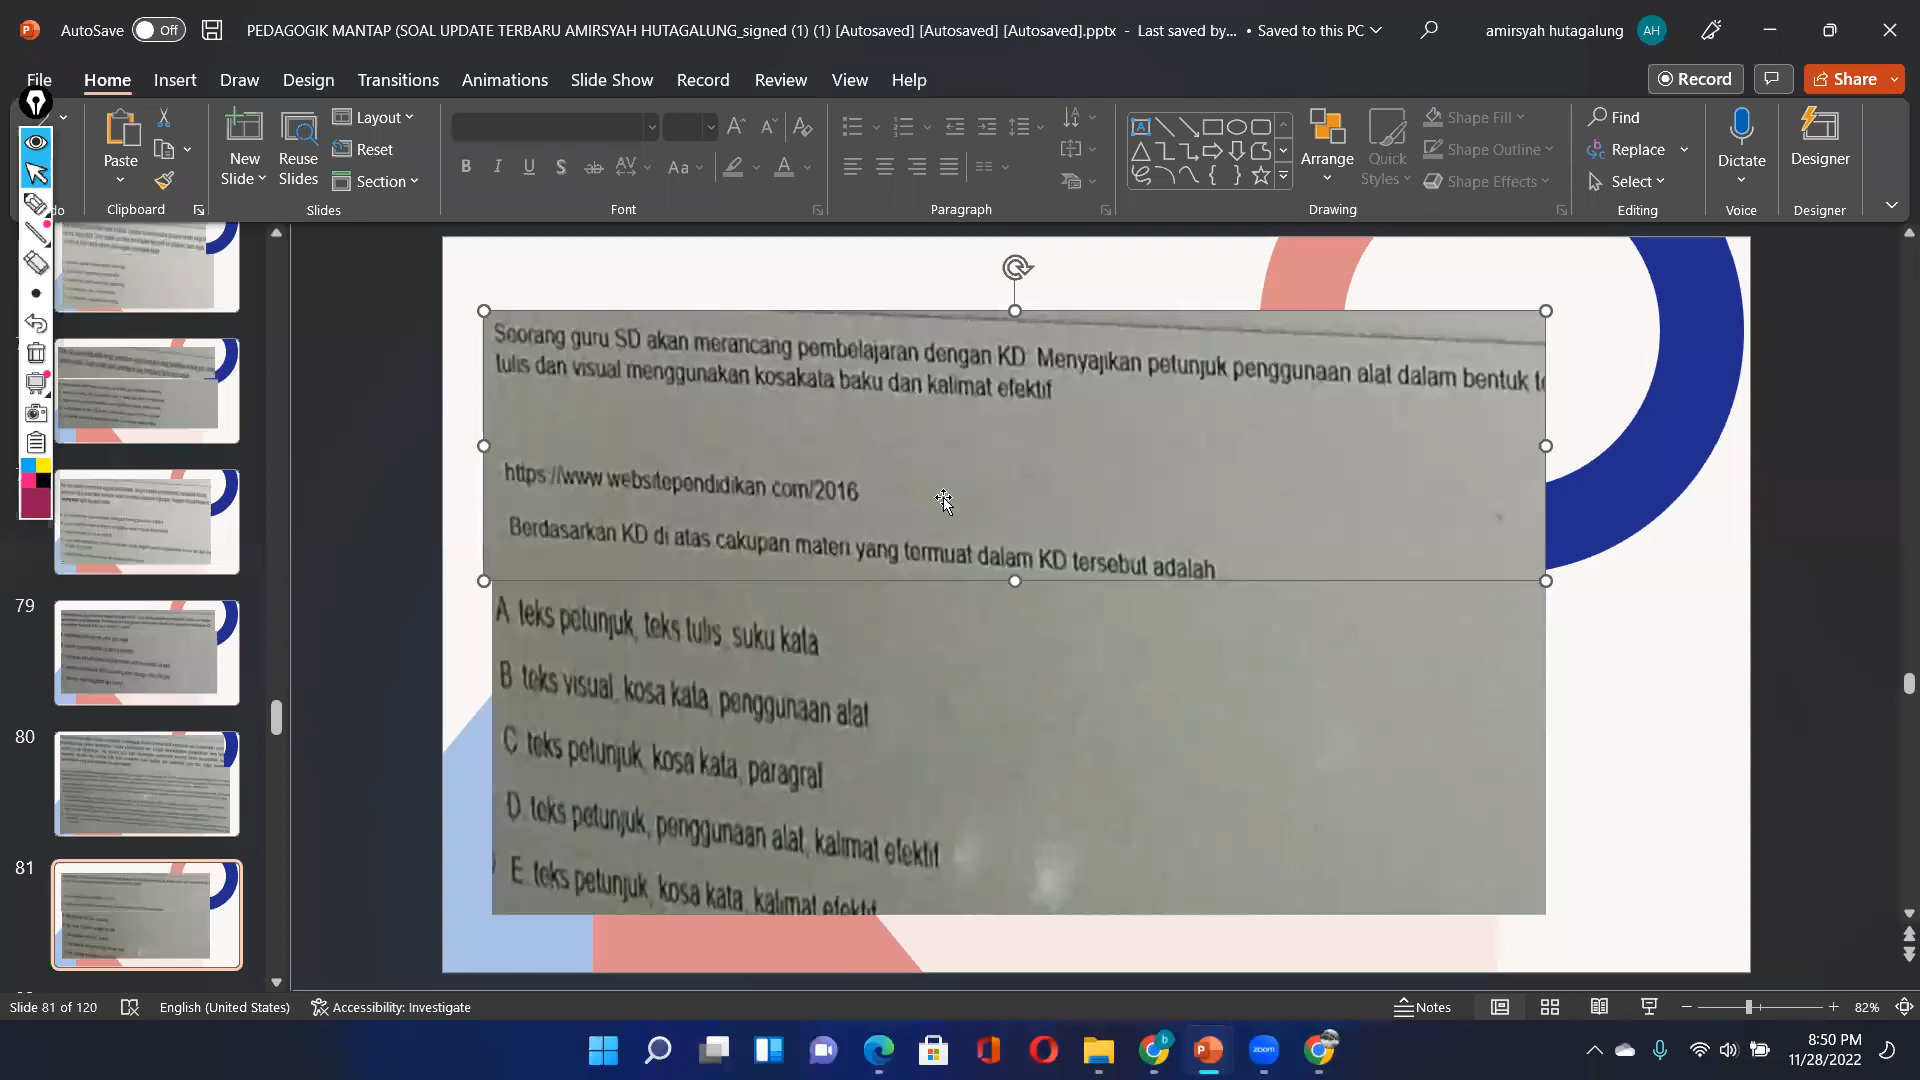 AutoSave Off PEDAGOGIK MANTAP (SOAL UPDATE TERBARU AMIRSYAH HUTAGALUNG_signed (1) (1) [Autosaved] [Autosaved] [Autosaved].pptx - Last saved by... • Saved to this PC amirsyah hutagalung AH
File Home Insert Draw Design Transitions Animations Slide Show Record Review View Help Record Share
Paste
New Slide
Reuse Slides
Layout
Reset
Section
B I U S ab AV Aa A
Arrange
Quick Styles
Shape Fill
Shape Outline
Shape Effects
Find
Replace
Select
Dictate
Designer
do Clipboard Slides Font Paragraph Drawing Editing Voice Designer
79
80
81
Seorang guru SD akan merancang pembelajaran dengan KD: Menyajikan petunjuk penggunaan alat dalam bentuk
tulis dan visual menggunakan kosakata baku dan kalimat efektif
https://www websitependidikan com/2016
Berdasarkan KD di atas cakupan materi yang termuat dalam KD tersebut adalah
A. teks petunjuk, teks tulis, suku kata
B. teks visual, kosa kata, penggunaan alat
C. teks petunjuk, kosa kata, paragraf
D. teks petunjuk, penggunaan alat, kalimat efektif
E. teks petunjuk, kosa kata, kalimat efektif
Slide 81 of 120 English (United States) Accessibility: Investigate Notes 82%
zoom
8:50 PM
11/28/2022